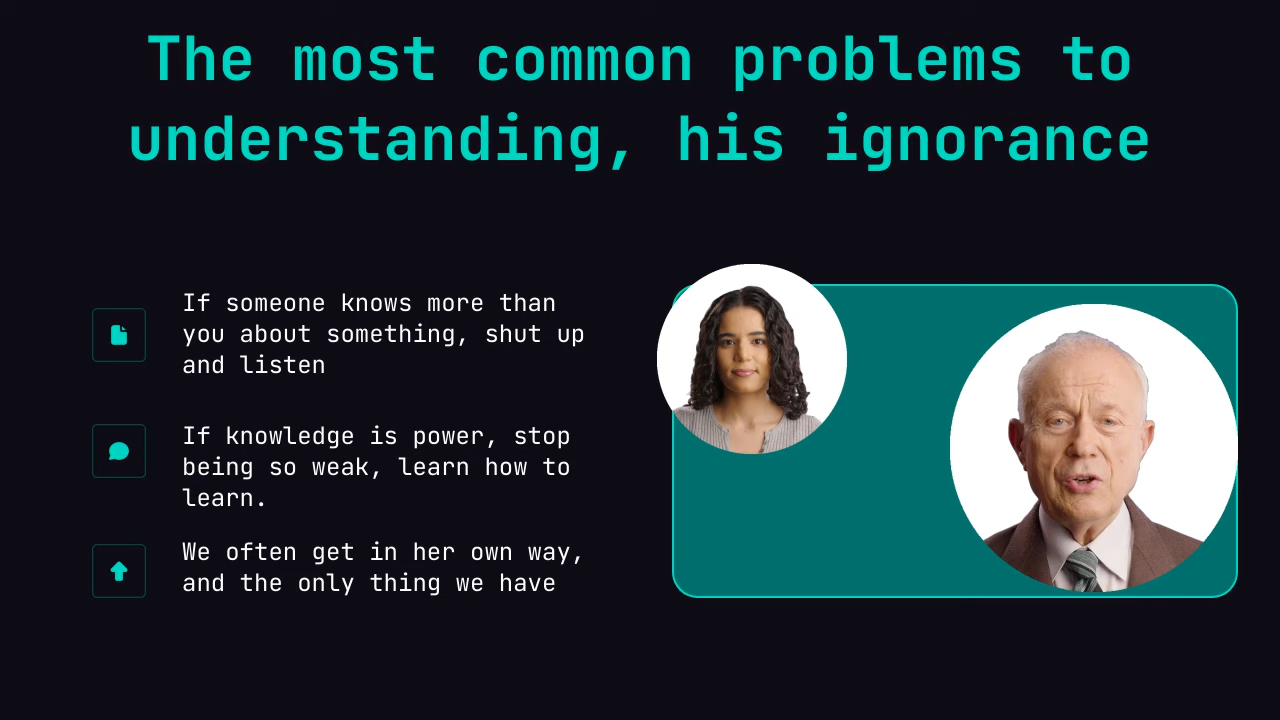 The most common problems to
understanding, his ignorance
If someone knows more than
you about something, shut up
and listen
If knowledge is power, stop
being so weak, learn how to
learn.
We often get in her own way,
and the only thing we have